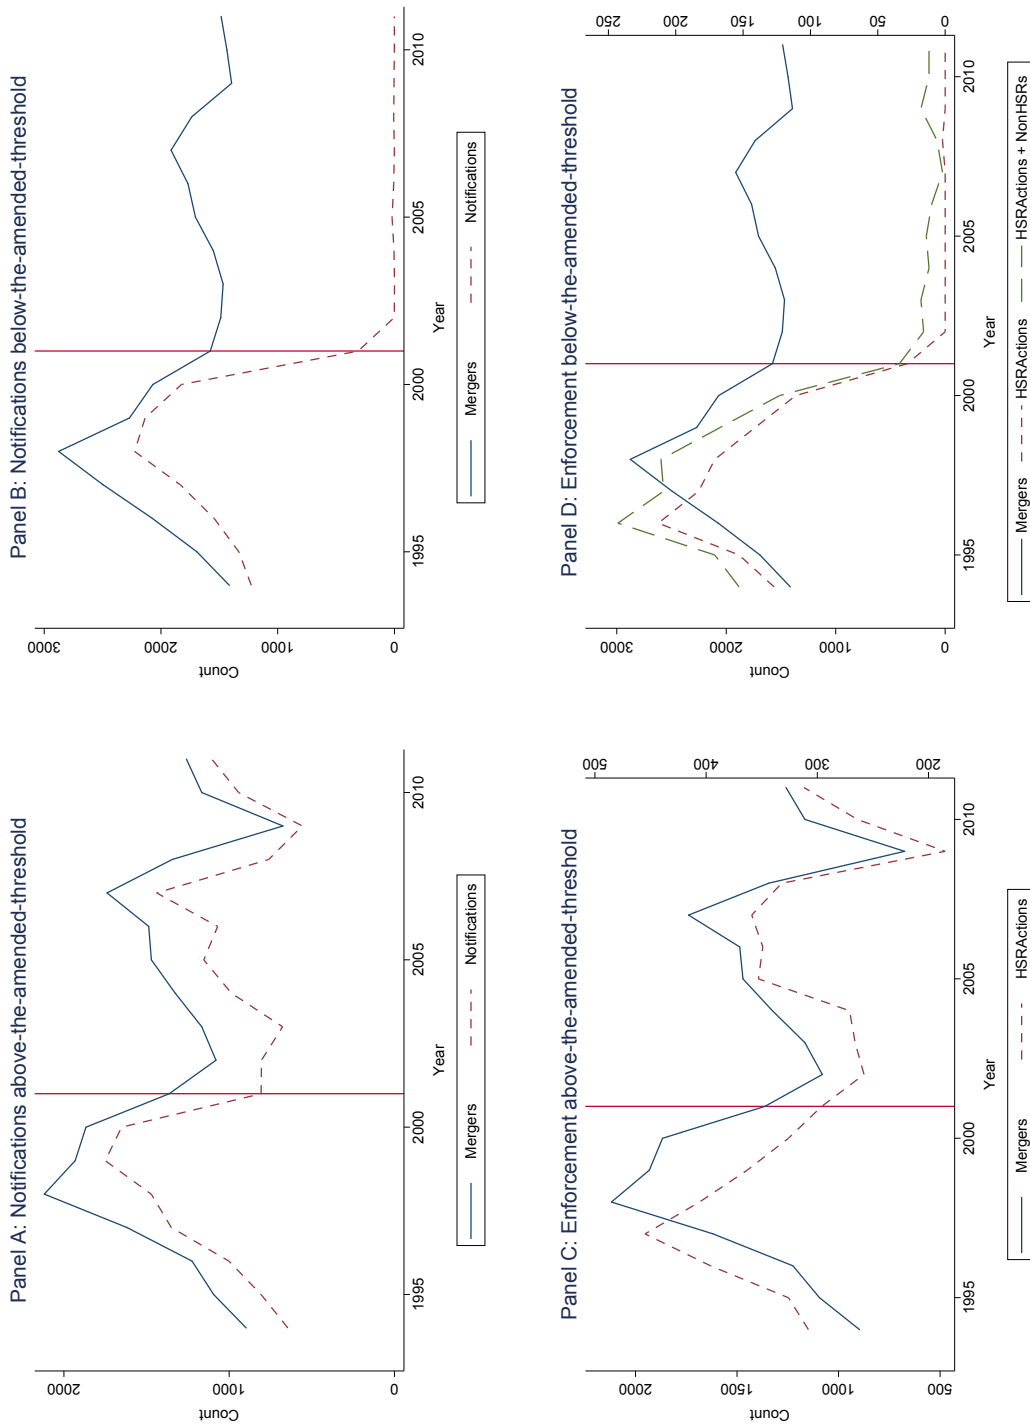 Panel A: Notifications above-the-amended-threshold
Count
2000
1000
0
1995
2000
2005
2010
Year
Mergers
Notifications
Panel B: Notifications below-the-amended-threshold
Count
3000
2000
1000
0
1995
2000
2005
2010
Year
Mergers
Notifications
Panel C: Enforcement above-the-amended-threshold
Count
2000
1500
1000
500
500
400
300
200
1995
2000
2005
2010
Year
Mergers
HSRActions
Panel D: Enforcement below-the-amended-threshold
Count
3000
2000
1000
0
250
200
150
100
50
0
1995
2000
2005
2010
Year
Mergers
HSRActions
HSRActions + NonHSRs